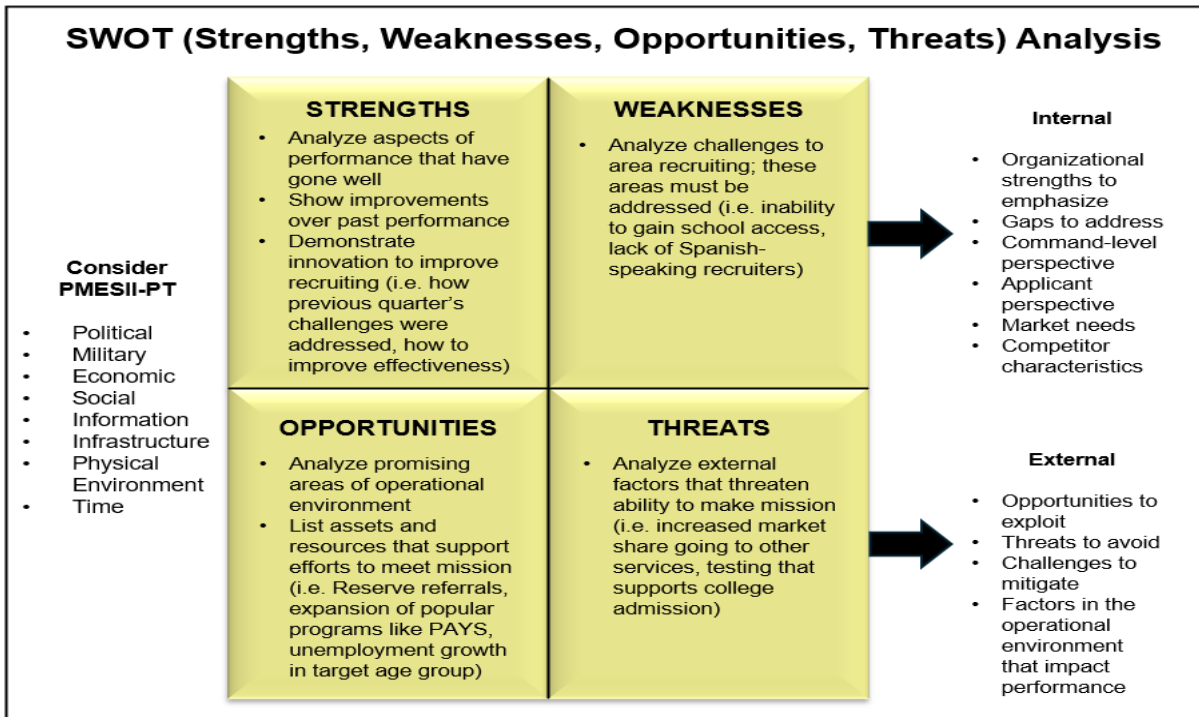 SWOT (Strengths, Weaknesses, Opportunities, Threats) Analysis
Consider
PMESII-PT
• Political
• Military
• Economic
• Social
• Information
• Infrastructure
• Physical
Environment
• Time
STRENGTHS
• Analyze aspects of
performance that have
gone well
• Show improvements
over past performance
• Demonstrate
innovation to improve
recruiting (i.e. how
previous quarter's
challenges were
addressed, how to
improve effectiveness)
WEAKNESSES
• Analyze challenges to
area recruiting; these
areas must be
addressed (i.e. inability
to gain school access,
lack of Spanish-
speaking recruiters)
Internal
• Organizational
strengths to
emphasize
• Gaps to address
• Command-level
perspective
• Applicant
perspective
• Market needs
• Competitor
characteristics
OPPORTUNITIES
• Analyze promising
areas of operational
environment
• List assets and
resources that support
efforts to meet mission
(i.e. Reserve referrals,
expansion of popular
programs like PAYS,
unemployment growth
in target age group)
THREATS
• Analyze external
factors that threaten
ability to make mission
(i.e. increased market
share going to other
services, testing that
supports college
admission)
External
• Opportunities to
exploit
• Threats to avoid
• Challenges to
mitigate
• Factors in the
operational
environment
that impact
performance